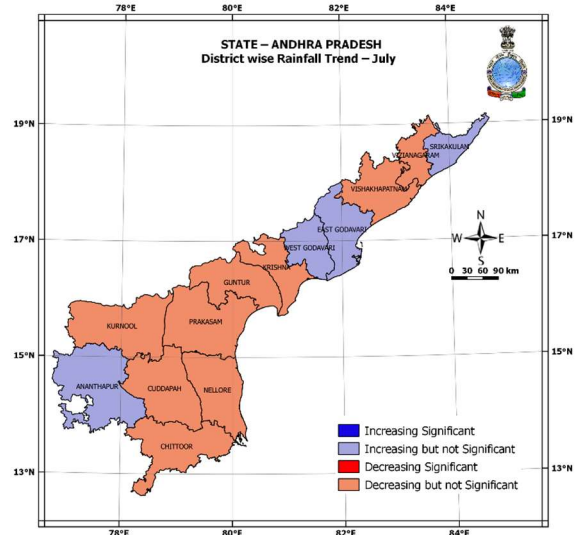 78°E 80°E 82°E 84°E
STATE – ANDHRA PRADESH
District wise Rainfall Trend – July
19°N 19°N
SRIKAKULAM
VIZIANAGARAM
VISHAKHAPATNAM
EAST GODAVARI
17°N 17°N
WEST GODAVARI
N
W E
S
KRISHNA
0 30 60 90 km
GUNTUR
PRAKASAM
KURNOOL
15°N 15°N
ANANTHAPUR
CUDDAPAH
NELLORE
CHITTOOR
Increasing Significant
Increasing but not Significant
Decreasing Significant
Decreasing but not Significant
13°N 13°N
78°E 80°E 82°E 84°E